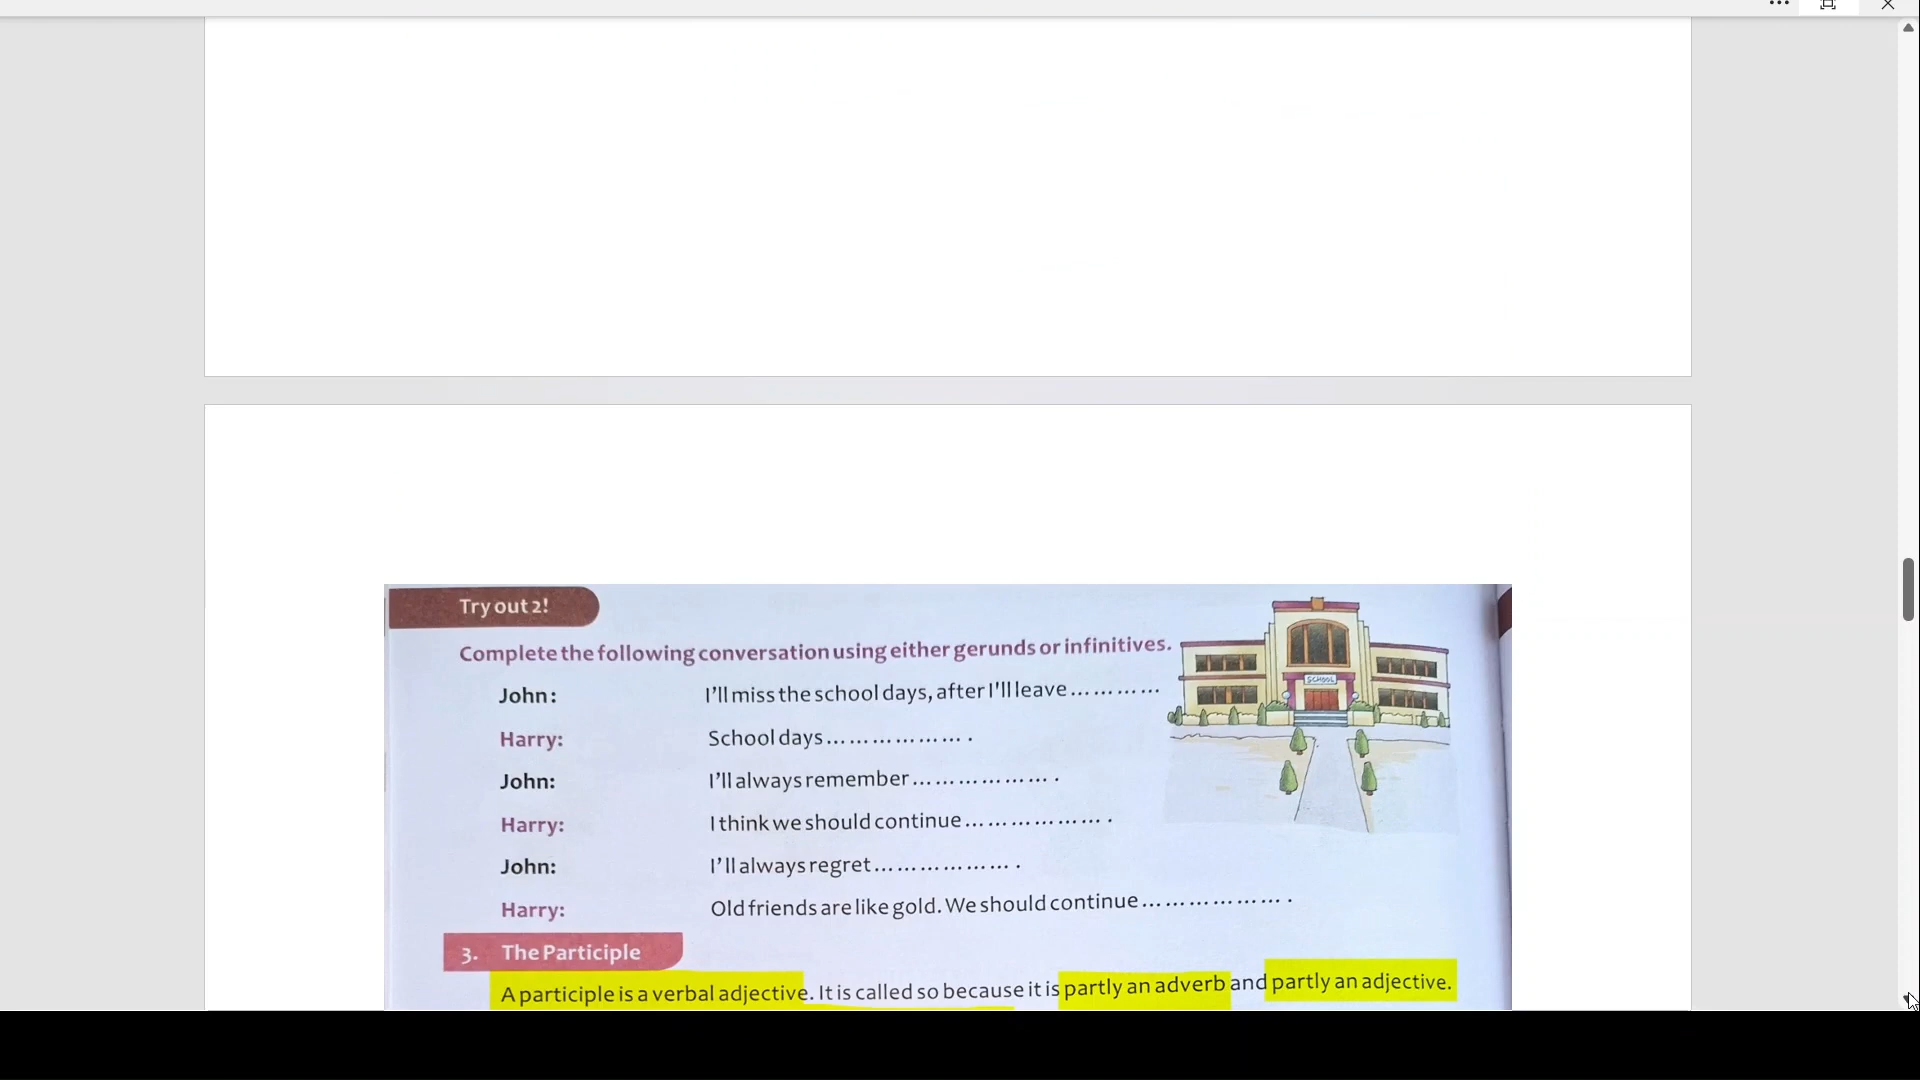 Try out 2!
Complete the following conversation using either gerunds or infinitives.
John: I'll miss the school days, after I'll leave …………
SCHOOL
Harry: School days ……………… .
John: I'll always remember ……………… .
Harry: I think we should continue ……………… .
John: I'll always regret ……………… .
Harry: Old friends are like gold. We should continue ……………… .
3. The Participle
A participle is a verbal adjective. It is called so because it is partly an adverb and partly an adjective.